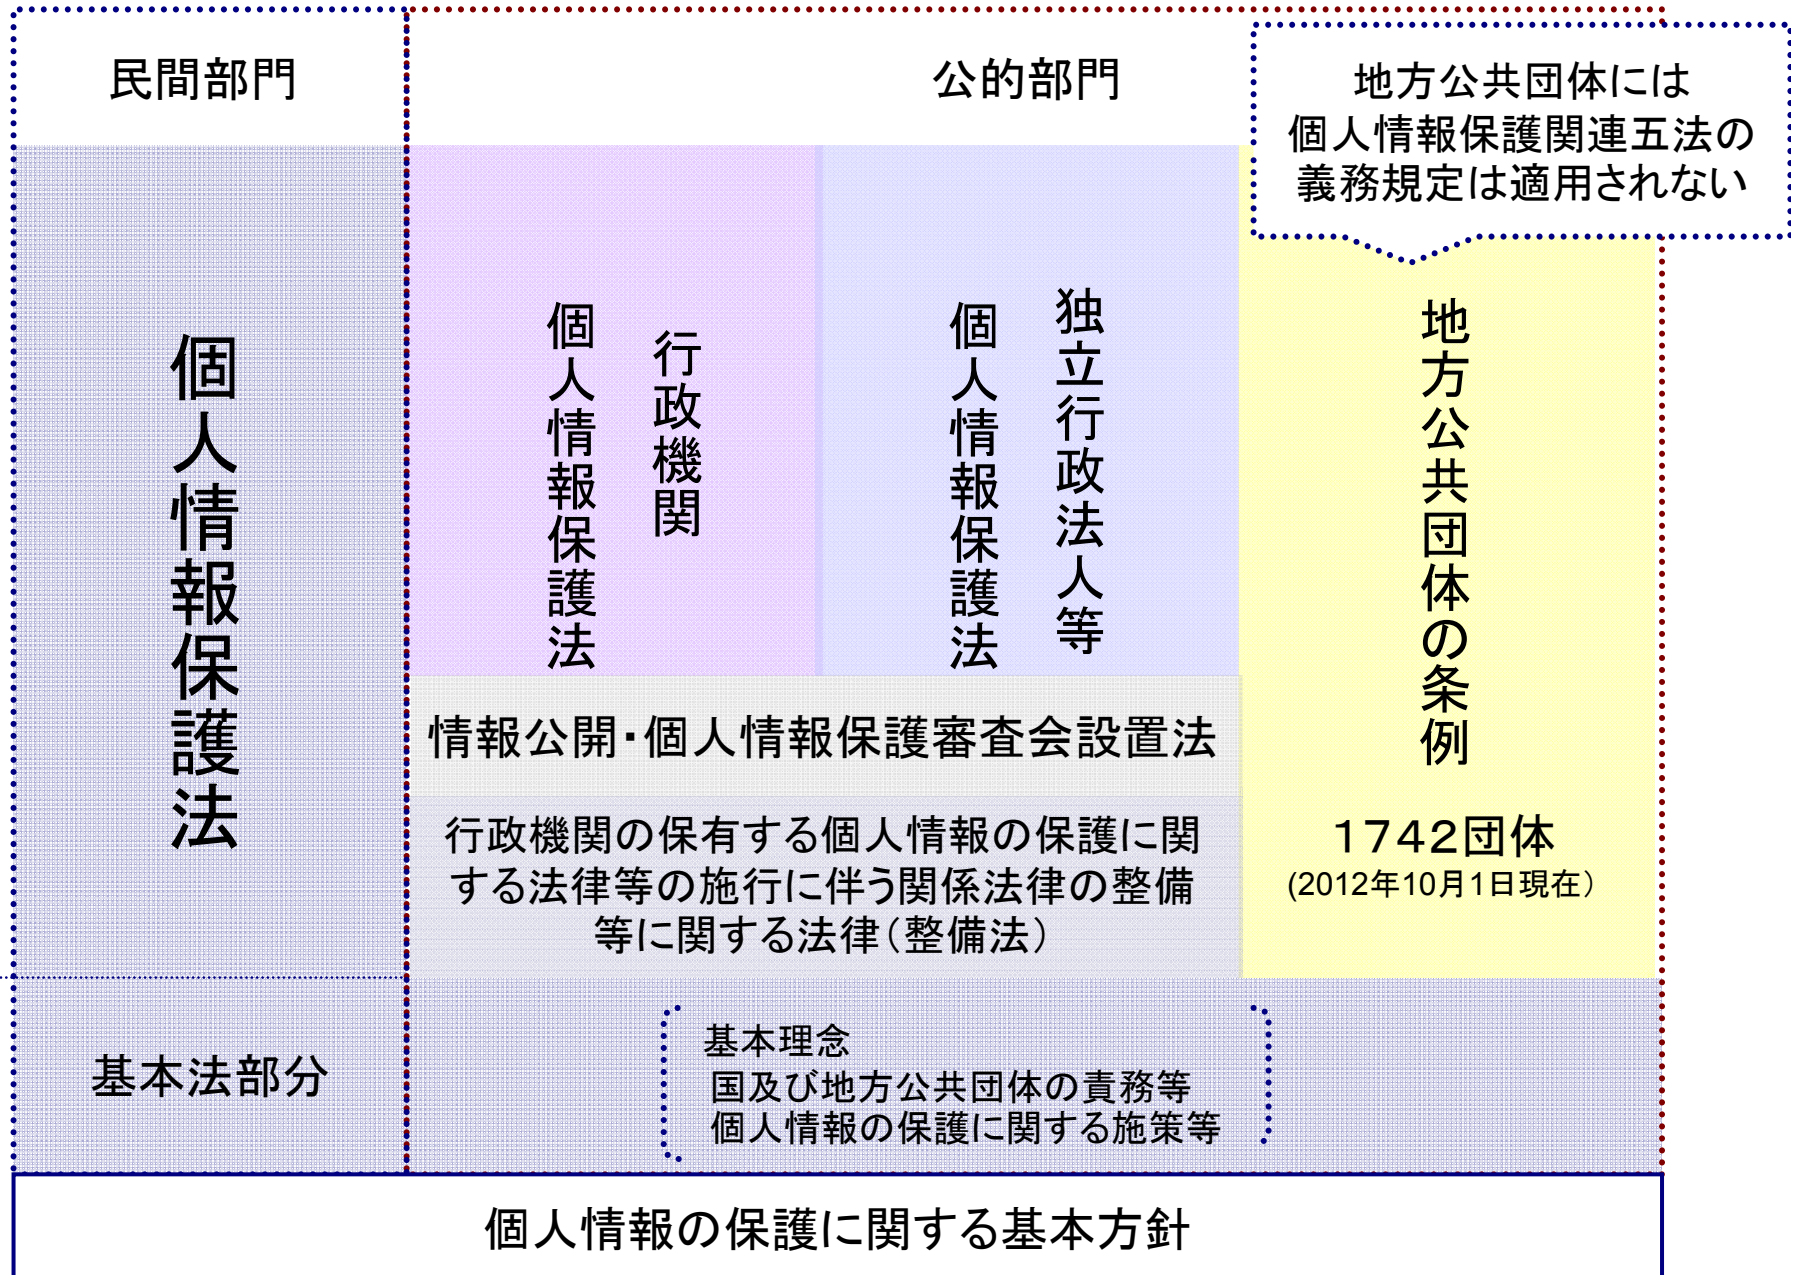 民間部門
公的部門
地方公共団体には
個人情報保護関連五法の
義務規定は適用されない
個人情報保護法
行政機関
個人情報保護法
独立行政法人等
個人情報保護法
地方公共団体の条例
情報公開・個人情報保護審査会設置法
行政機関の保有する個人情報の保護に関
する法律等の施行に伴う関係法律の整備
等に関する法律（整備法）
１７４２団体
(2012年10月1日現在）
基本法部分
基本理念
国及び地方公共団体の責務等
個人情報の保護に関する施策等
個人情報の保護に関する基本方針